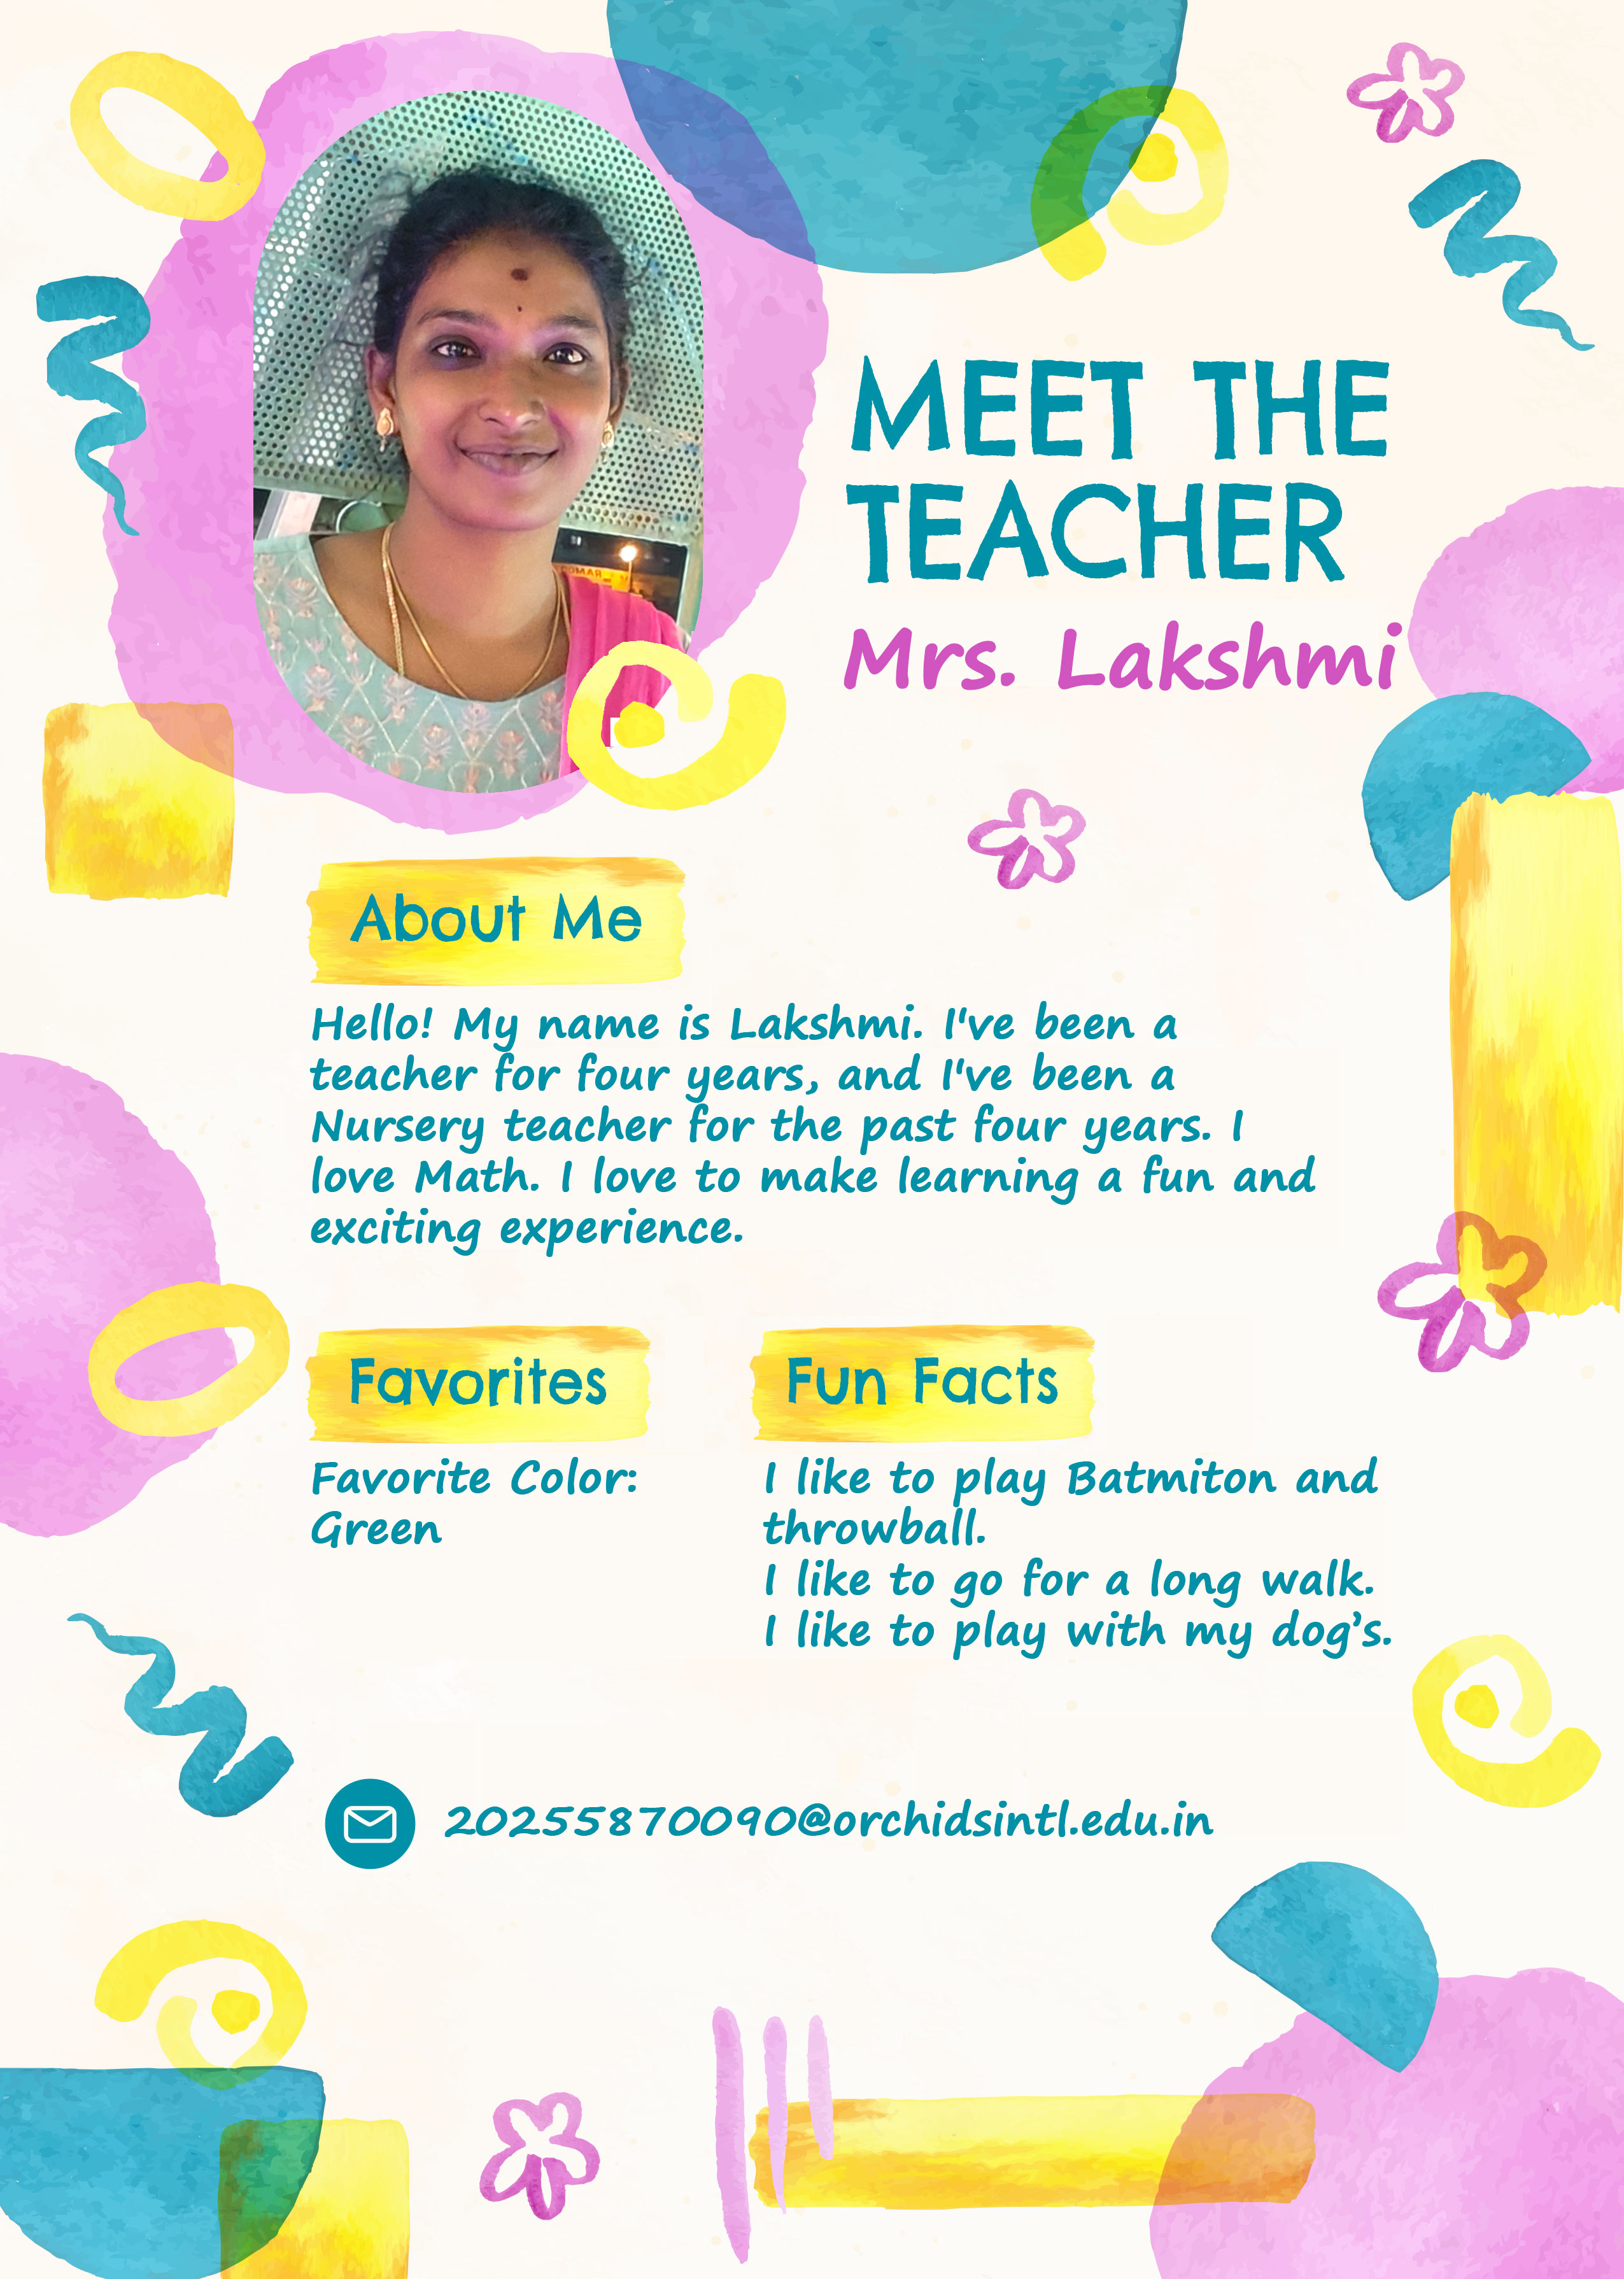 MEET THE
TEACHER
Mrs. Lakshmi
About Me
Hello! My name is Lakshmi. I've been a
teacher for four years, and I've been a
Nursery teacher for the past four years. I
love Math. I love to make learning a fun and
exciting experience.
Favorites
Favorite Color:
Green
Fun Facts
I like to play Batmiton and
throwball.
I like to go for a long walk.
I like to play with my dog’s.
20255870090@orchidsintl.edu.in